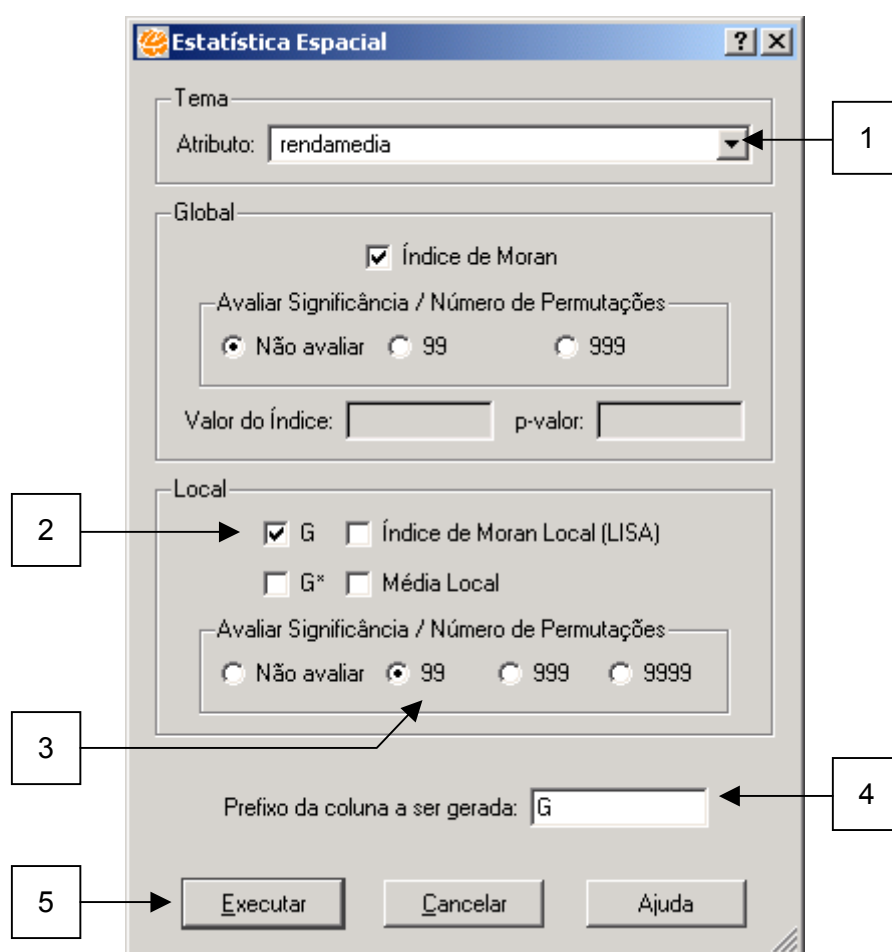 Estatística Espacial
Tema
Atributo: rendamedia
1
Global
Índice de Moran
Avaliar Significância / Número de Permutações
Não avaliar 99 999
Valor do Índice: p-valor:
Local
2
G Índice de Moran Local (LISA)
G* Média Local
Avaliar Significância / Número de Permutações
Não avaliar 99 999 9999
3
Prefixo da coluna a ser gerada: G
4
5
Executar Cancelar Ajuda